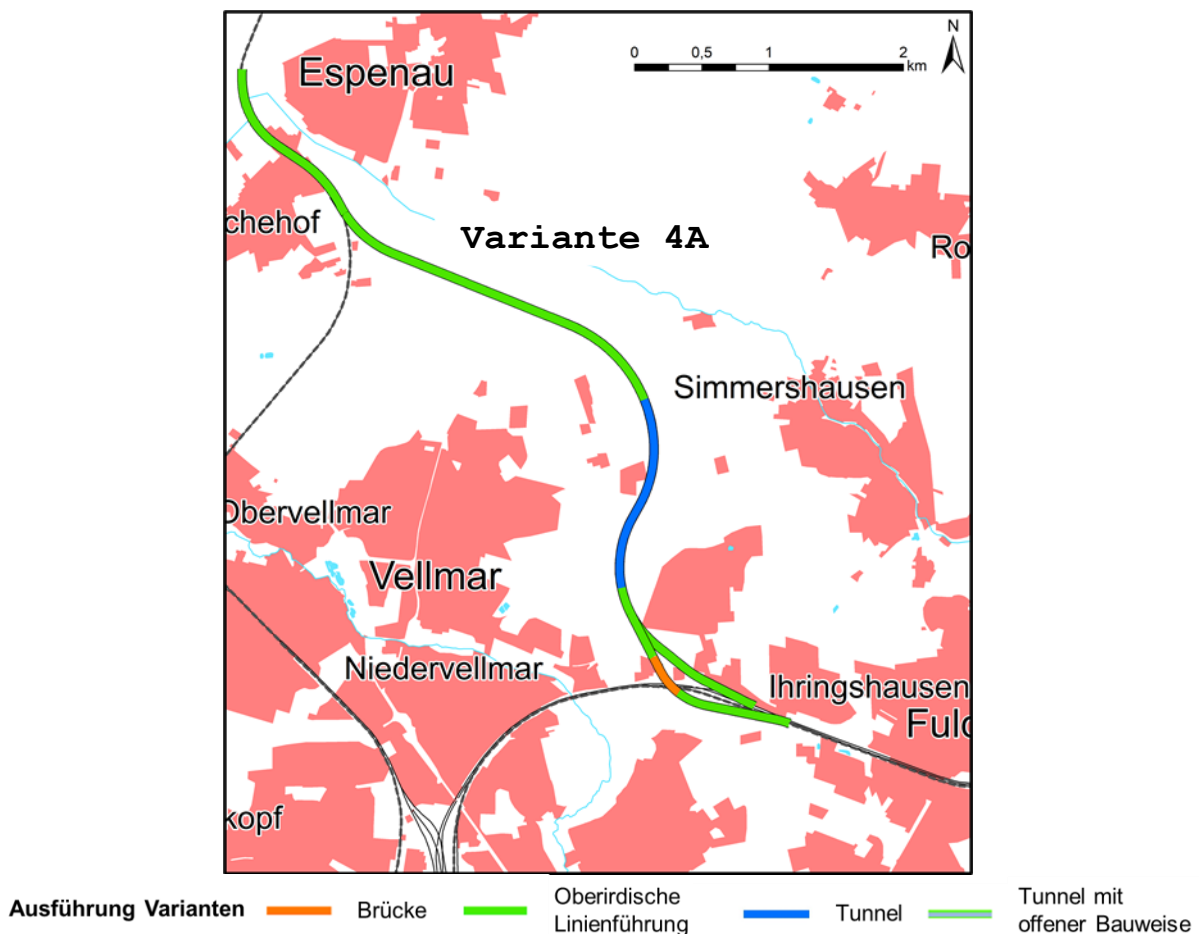 N
0 0,5 1 2
km
Espenau
chehof
Variante 4A
Ro
Simmershausen
Obervellmar
Vellmar
Niedervellmar
Ihringshausen
Fuld
kopf
Ausführung Varianten
Brücke
Oberirdische
Linienführung
Tunnel
Tunnel mit
offener Bauweise